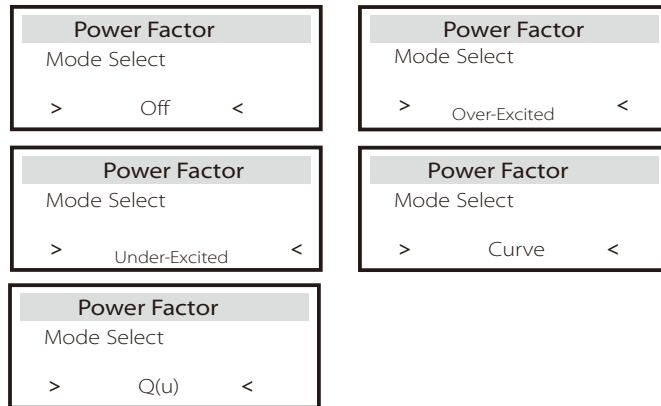 Power Factor
Mode Select
> Off <
Power Factor
Mode Select
> Over-Excited <
Power Factor
Mode Select
> Under-Excited <
Power Factor
Mode Select
> Curve <
Power Factor
Mode Select
> Q(u) <